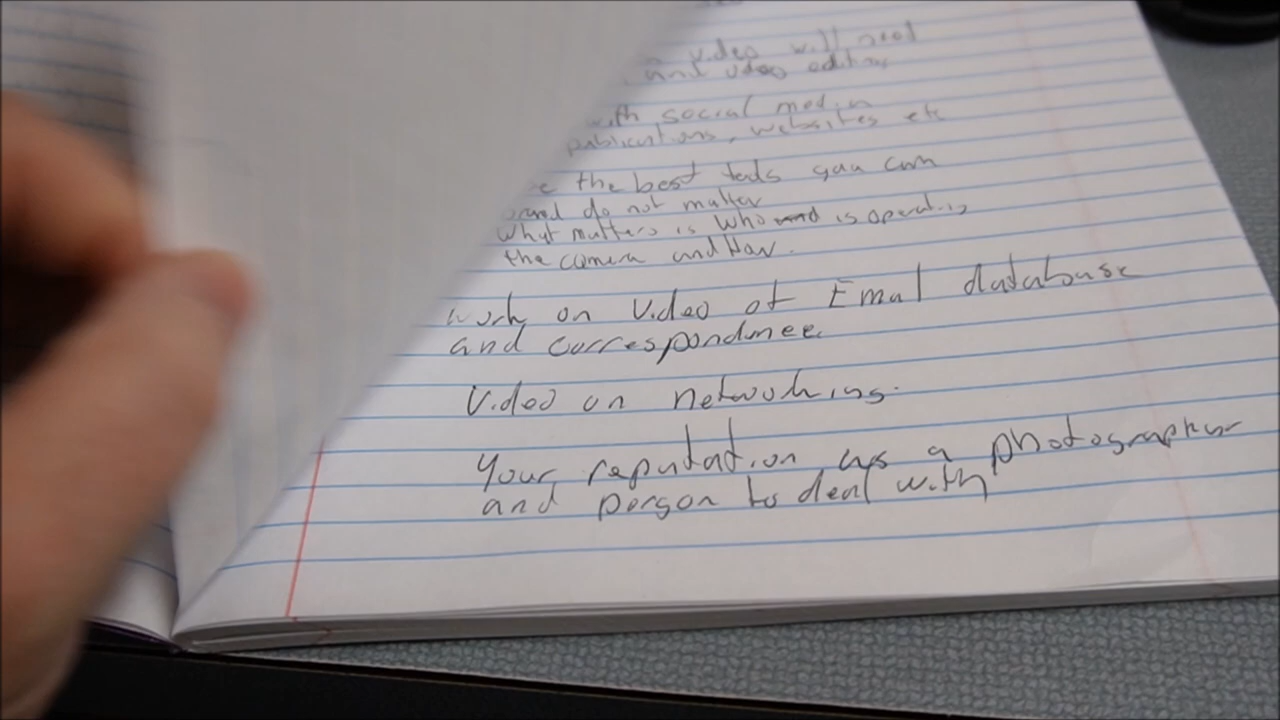 video will need
and video editing
with social media
publications, websites etc
the best tools you can
do not matter
What matters is who and is operating
the camera and How.
work on video of Email database
and correspondence.
Video on networking.
Your reputation as a photographer
and person to deal with